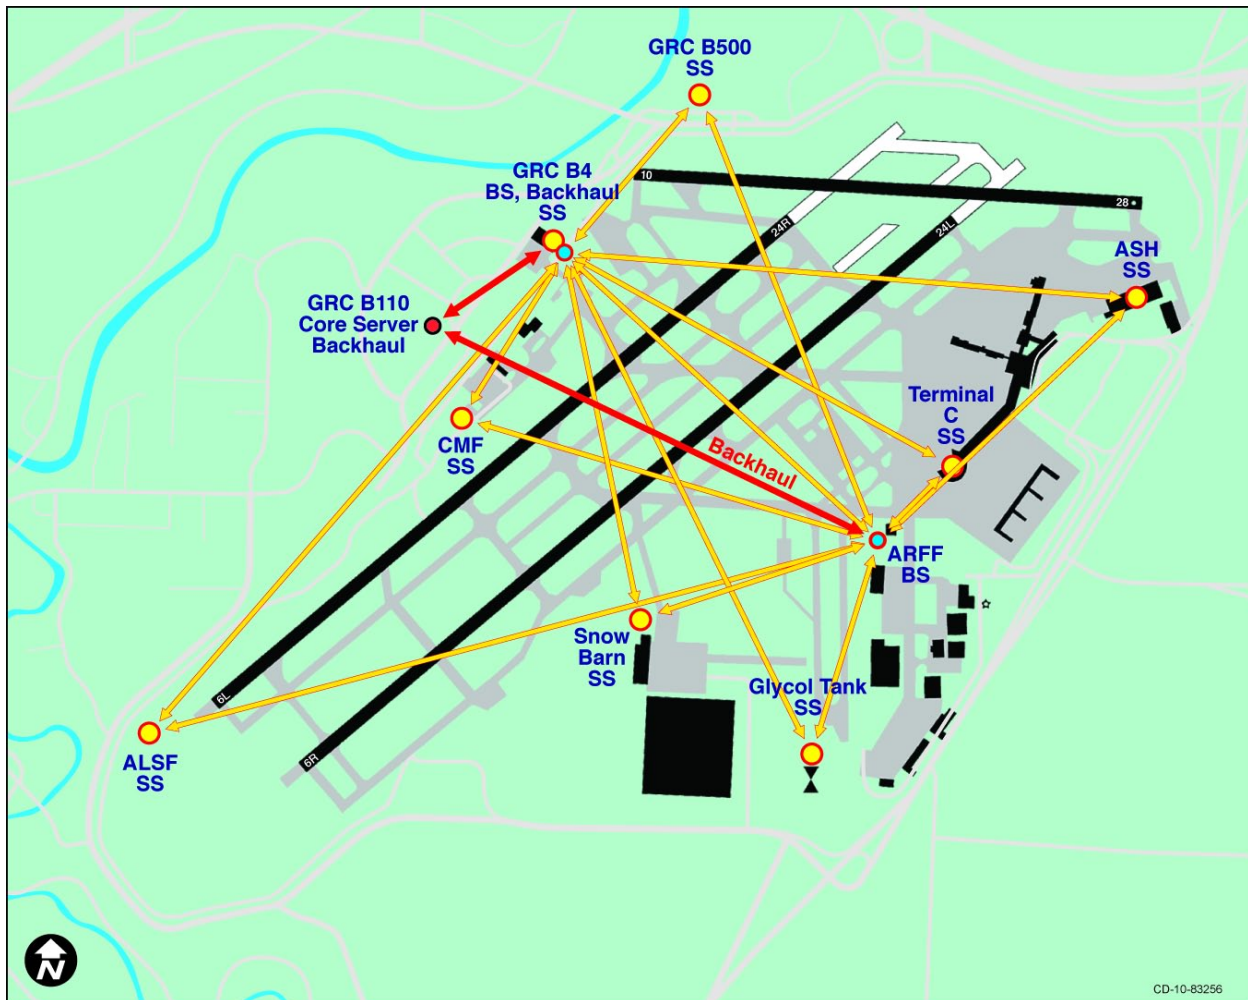 GRC B500
SS
GRC B4
BS, Backhaul
SS
10
28
24R
24L
ASH
SS
GRC B110
Core Server
Backhaul
Terminal
C
SS
CMF
SS
Backhaul
ARFF
BS
Snow
Barn
SS
Glycol Tank
SS
6L
6R
ALSF
SS
N
CD-10-83256